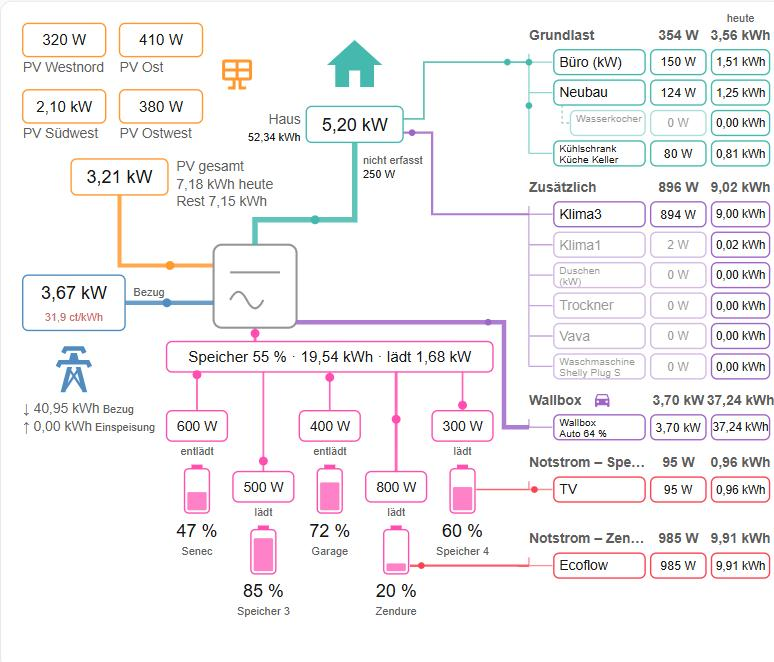 320 W
410 W
PV Westnord
PV Ost
2,10 kW
380 W
PV Südwest
PV Ostwest
3,21 kW
PV gesamt
7,18 kWh heute
Rest 7,15 kWh
Haus
52,34 kWh
5,20 kW
nicht erfasst
250 W
3,67 kW
31,9 ct/kWh
Bezug
↓ 40,95 kWh Bezug
↑ 0,00 kWh Einspeisung
Speicher 55 % · 19,54 kWh · lädt 1,68 kW
600 W
entlädt
47 %
Senec
500 W
lädt
85 %
Speicher 3
400 W
entlädt
72 %
Garage
800 W
lädt
20 %
Zendure
300 W
lädt
60 %
Speicher 4
heute
Grundlast 354 W 3,56 kWh
Büro (kW) 150 W 1,51 kWh
Neubau 124 W 1,25 kWh
Wasserkocher 0 W 0,00 kWh
Kühlschrank
Küche Keller 80 W 0,81 kWh
Zusätzlich 896 W 9,02 kWh
Klima3 894 W 9,00 kWh
Klima1 2 W 0,02 kWh
Duschen
(kW) 0 W 0,00 kWh
Trockner 0 W 0,00 kWh
Vava 0 W 0,00 kWh
Waschmaschine
Shelly Plug S 0 W 0,00 kWh
Wallbox 3,70 kW 37,24 kWh
Wallbox
Auto 64 % 3,70 kW 37,24 kWh
Notstrom – Spe... 95 W 0,96 kWh
TV 95 W 0,96 kWh
Notstrom – Zen... 985 W 9,91 kWh
Ecoflow 985 W 9,91 kWh